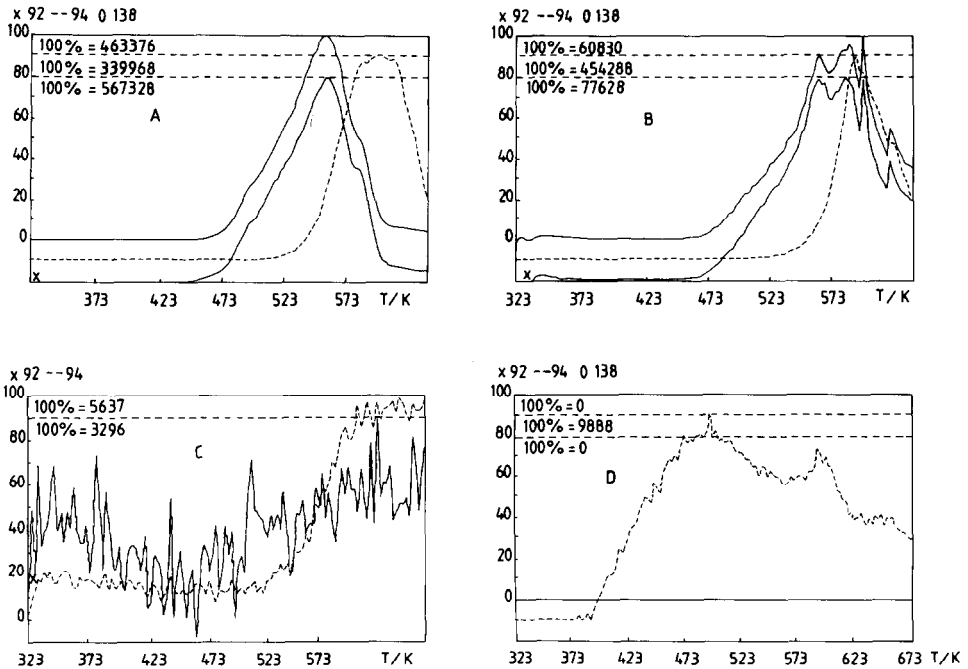 x 92 --94 0 138
100
100% = 463376
100% = 339968
80
100% = 567328
A
60
40
20
0
x
373 423 473 523 573 T/K
x 92 --94 0 138
100
100% = 60830
100% = 454288
80
100% = 77628
B
60
40
20
0
x
323 373 423 473 523 573 T/K
x 92 --94
100
100% = 5637
100% = 3296
80
C
60
40
20
x
0
323 373 423 473 523 573 T/K
x 92 --94 0 138
100
100% = 0
100% = 9888
80
100% = 0
D
60
40
20
0
323 373 423 473 523 573 673 T/K